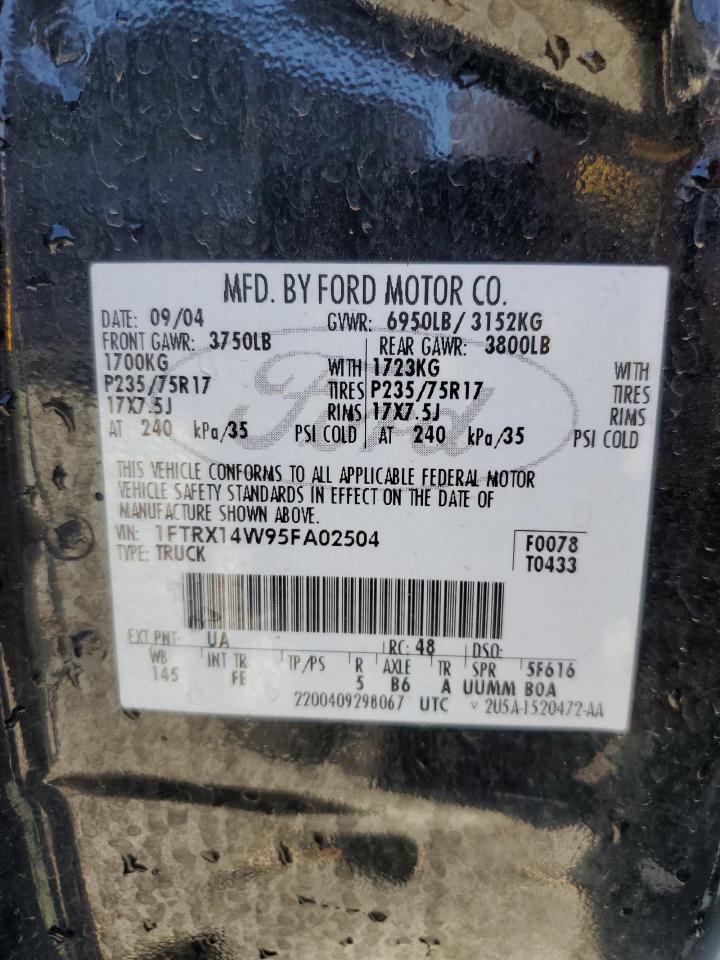 MFD. BY FORD MOTOR CO.
DATE: 09/04 GVWR: 6950LB/ 3152KG
FRONT GAWR: 3750LB REAR GAWR: 3800LB
1700KG WITH 1723KG WITH
P235/75R17 TIRES P235/75R17 TIRES
17X7.5J RIMS 17X7.5J RIMS
AT 240 kPa/35 PSI COLD AT 240 kPa/35 PSI COLD
Ford
THIS VEHICLE CONFORMS TO ALL APPLICABLE FEDERAL MOTOR
VEHICLE SAFETY STANDARDS IN EFFECT ON THE DATE OF
MANUFACTURE SHOWN ABOVE.
VIN: 1FTRX14W95FA02504 F0078
TYPE: TRUCK T0433
EXT PNT: UA RC: 48 DSO:
WB INT TR TP/PS R AXLE TR SPR 5F616
145 FE 5 B6 A UUMM BOA
2200409298067 UTC 2U5A-1520472-AA